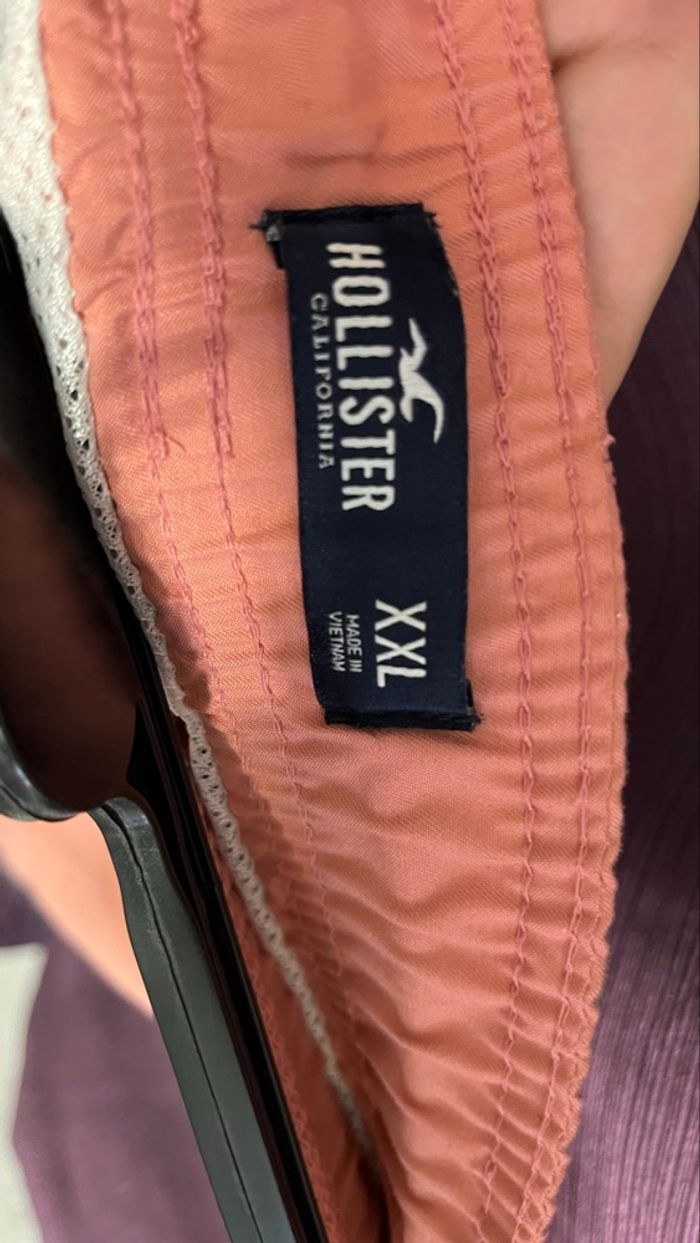 HOLLISTER
CALIFORNIA
XXL
MADE IN
VIETNAM